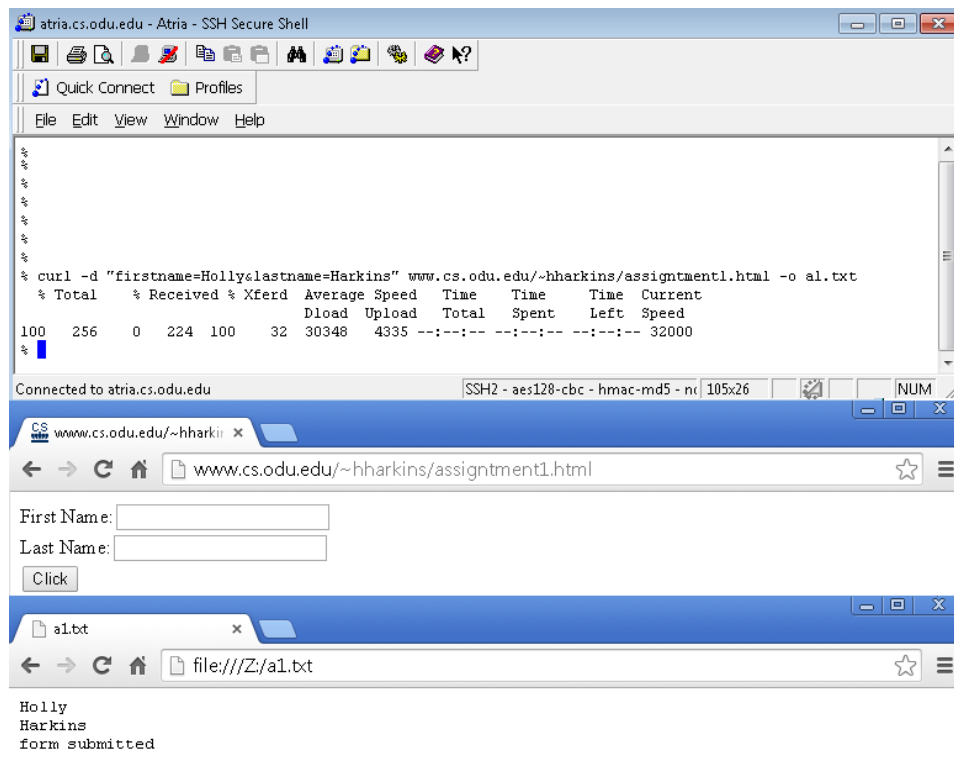 atria.cs.odu.edu - Atria - SSH Secure Shell
Quick Connect Profiles
File Edit View Window Help
%
%
%
%
%
%
%
% curl -d "firstname=Holly&lastname=Harkins" www.cs.odu.edu/~hharkins/assigntment1.html -o a1.txt
% Total % Received % Xferd Average Speed Time Time Time Current
Dload Upload Total Spent Left Speed
100 256 0 224 100 32 30348 4335 --:--:-- --:--:-- --:--:-- 32000
%
Connected to atria.cs.odu.edu SSH2 - aes128-cbc - hmac-md5 - 105x26 NUM
CS www.cs.odu.edu/~hharkin
www.cs.odu.edu/~hharkins/assigntment1.html
First Name:
Last Name:
Click
a1.txt
file:///Z:/a1.txt
Holly
Harkins
form submitted